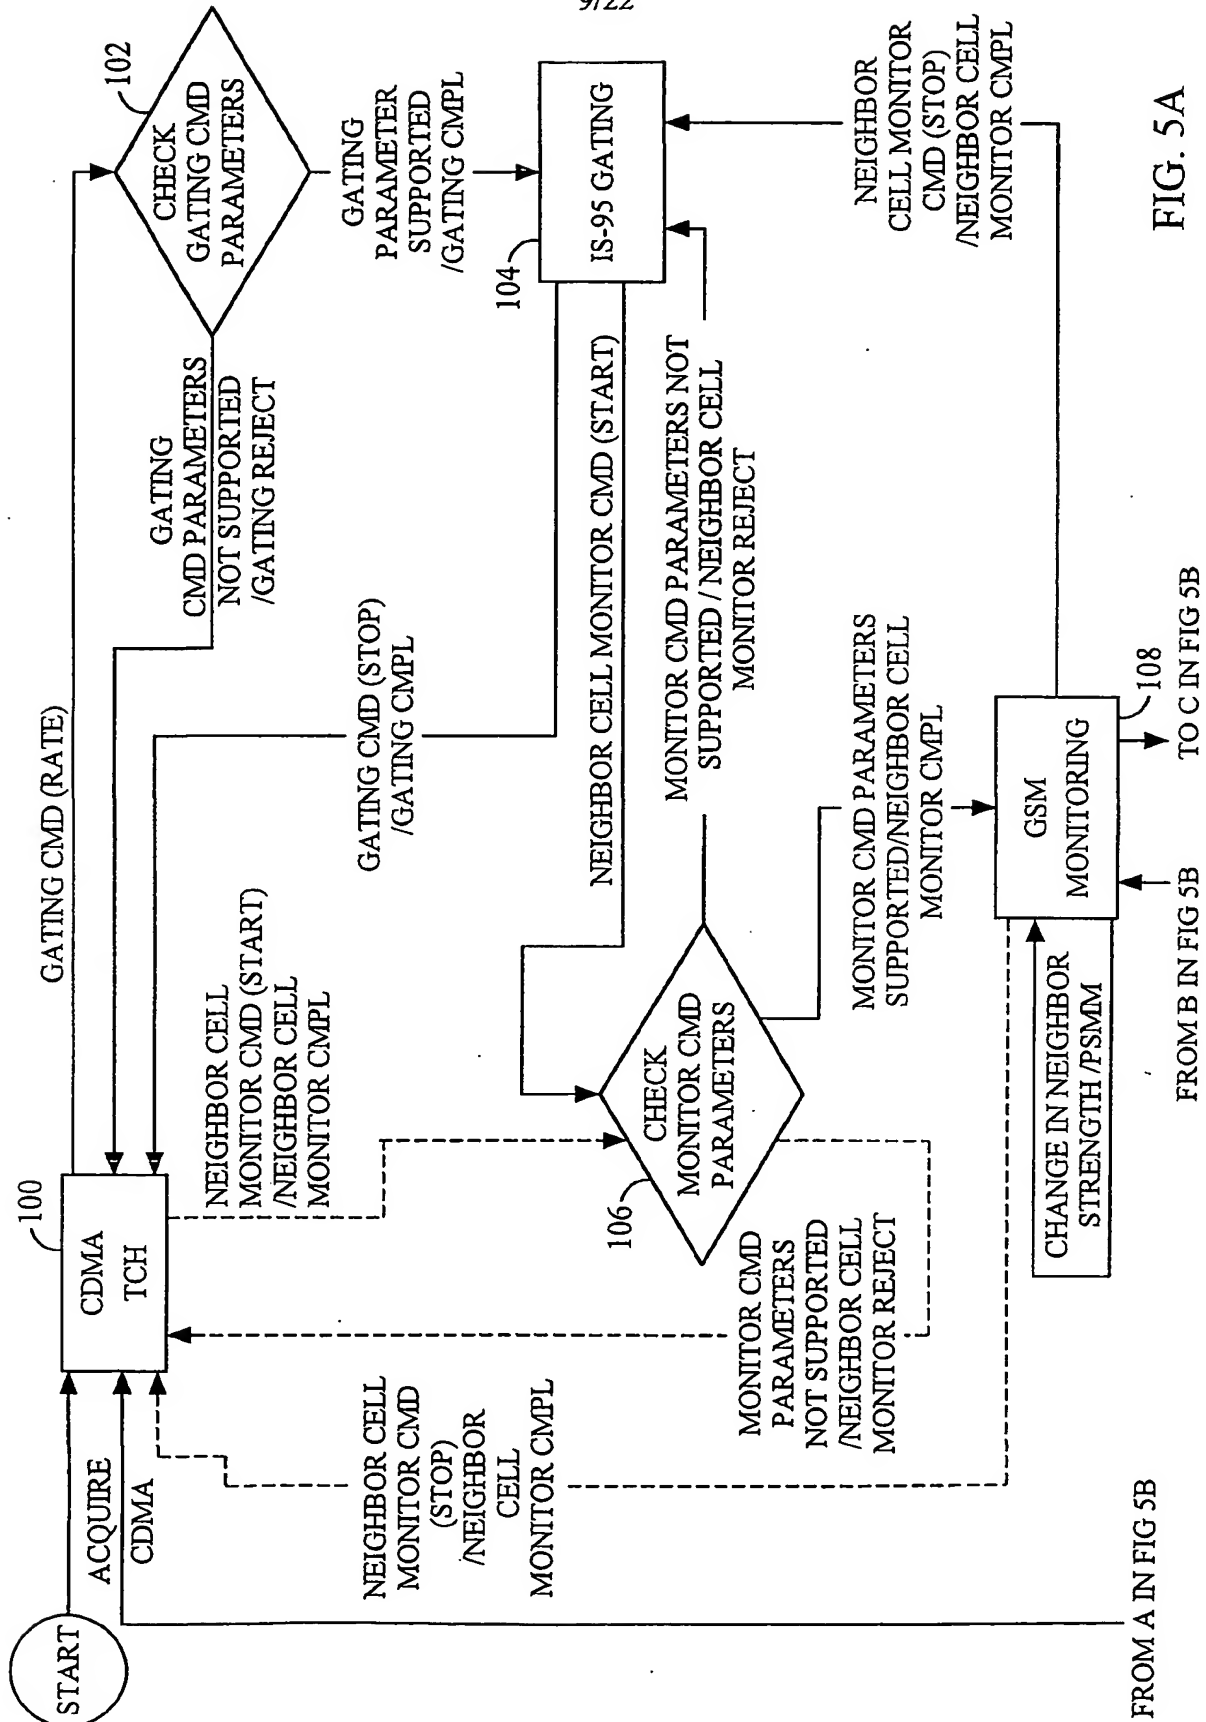 9/22
START
ACQUIRE
CDMA
CDMA
TCH
100
GATING CMD (RATE)
102
CHECK
GATING CMD
PARAMETERS
GATING
CMD PARAMETERS
NOT SUPPORTED
/GATING REJECT
GATING
PARAMETER
SUPPORTED
/GATING CMPL
104
IS-95 GATING
GATING CMD (STOP)
/GATING CMPL
NEIGHBOR CELL
MONITOR CMD (START)
/NEIGHBOR CELL
MONITOR CMPL
NEIGHBOR CELL MONITOR CMD (START)
NEIGHBOR CELL
MONITOR CMD
(STOP)
/NEIGHBOR
CELL
MONITOR CMPL
106
CHECK
MONITOR CMD
PARAMETERS
MONITOR CMD PARAMETERS NOT
SUPPORTED / NEIGHBOR CELL
MONITOR REJECT
MONITOR CMD
PARAMETERS
NOT SUPPORTED
/NEIGHBOR CELL
MONITOR REJECT
MONITOR CMD PARAMETERS
SUPPORTED/NEIGHBOR CELL
MONITOR CMPL
NEIGHBOR
CELL MONITOR
CMD (STOP)
/NEIGHBOR CELL
MONITOR CMPL
GSM
MONITORING
108
CHANGE IN NEIGHBOR
STRENGTH /PSMM
FROM A IN FIG 5B
FROM B IN FIG 5B
TO C IN FIG 5B
FIG. 5A